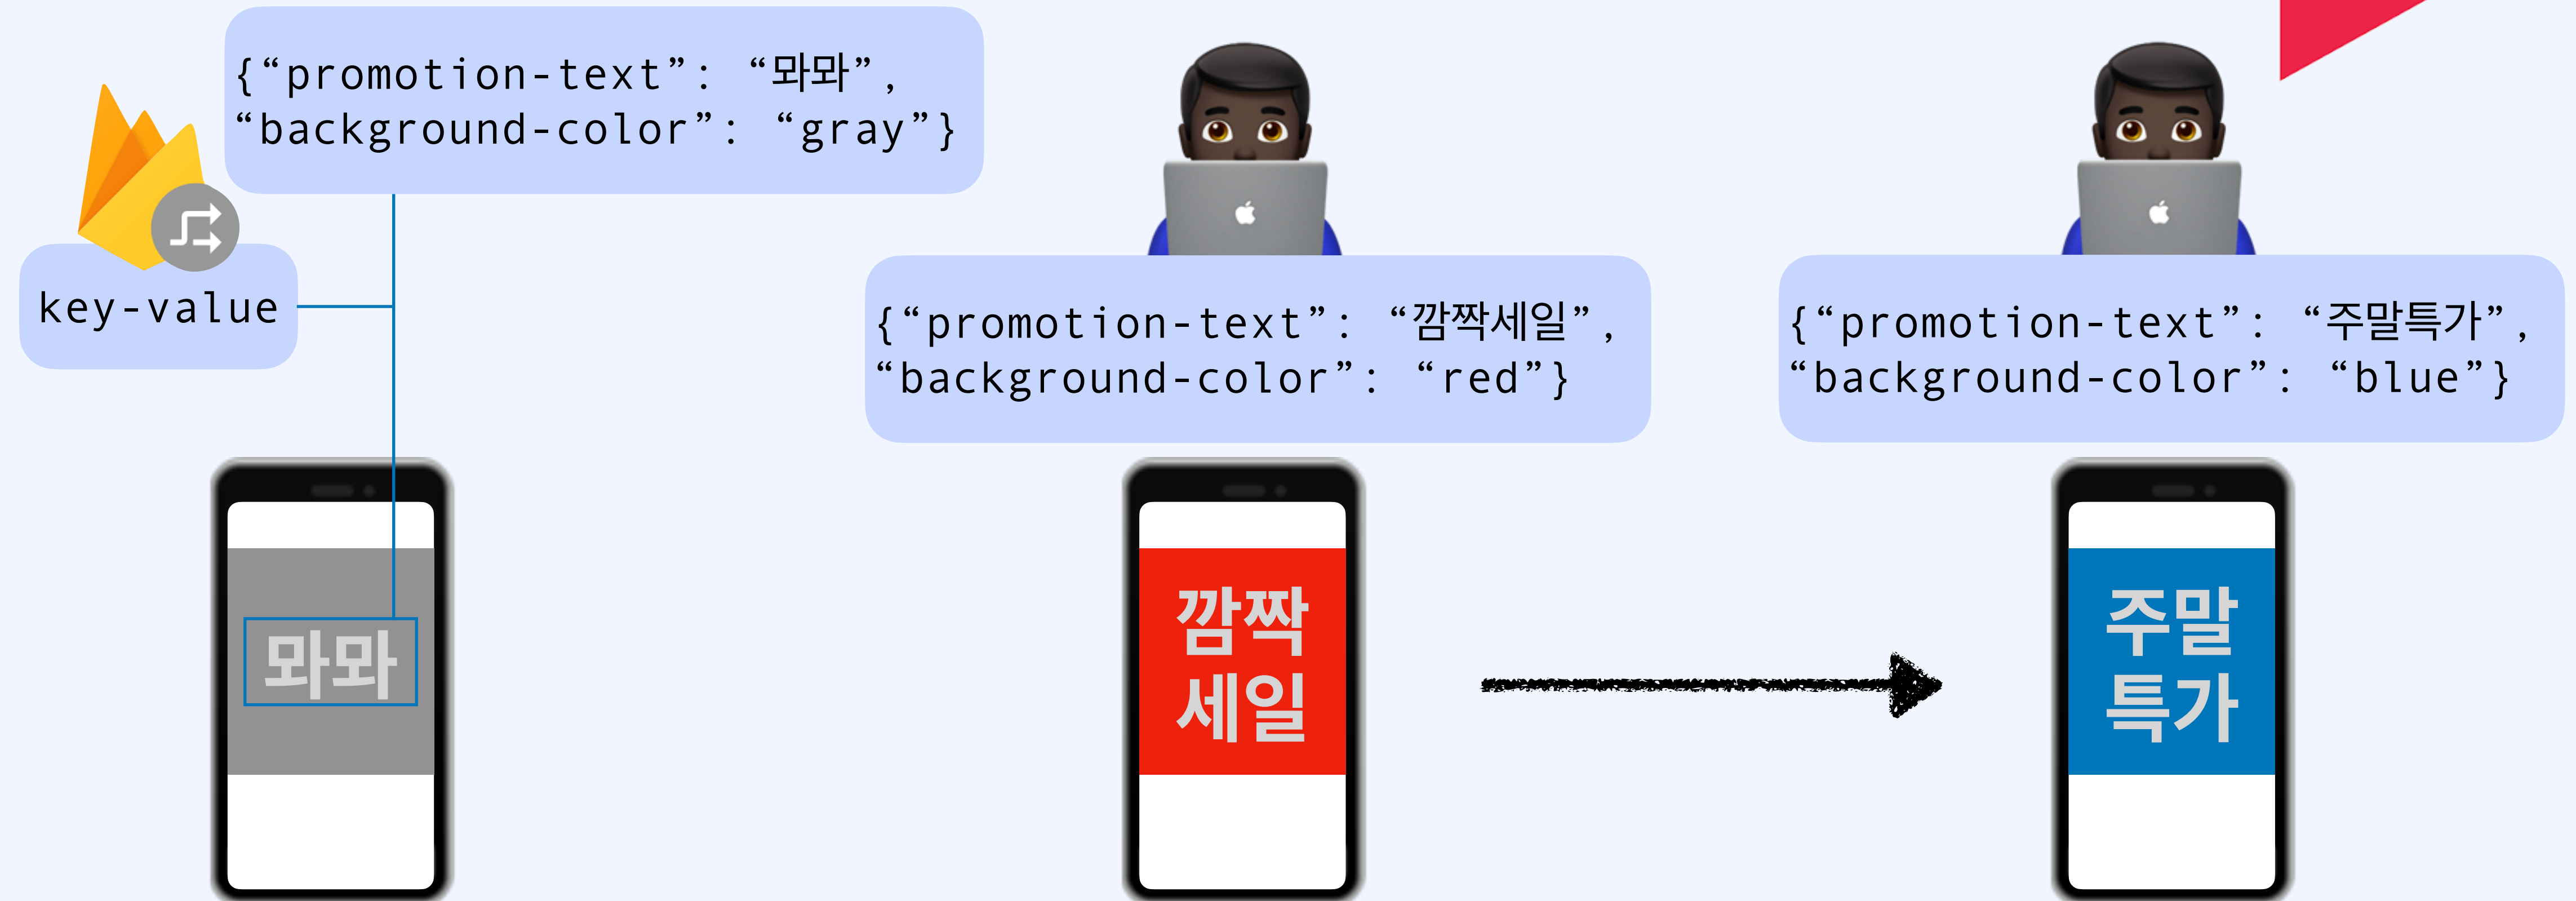 {“promotion-text”: “뫄뫄”,
“background-color”: “gray”}
key-value
뫄뫄
{“promotion-text”: “깜짝세일”,
“background-color”: “red”}
깜짝
세일
{“promotion-text”: “주말특가”,
“background-color”: “blue”}
주말
특가